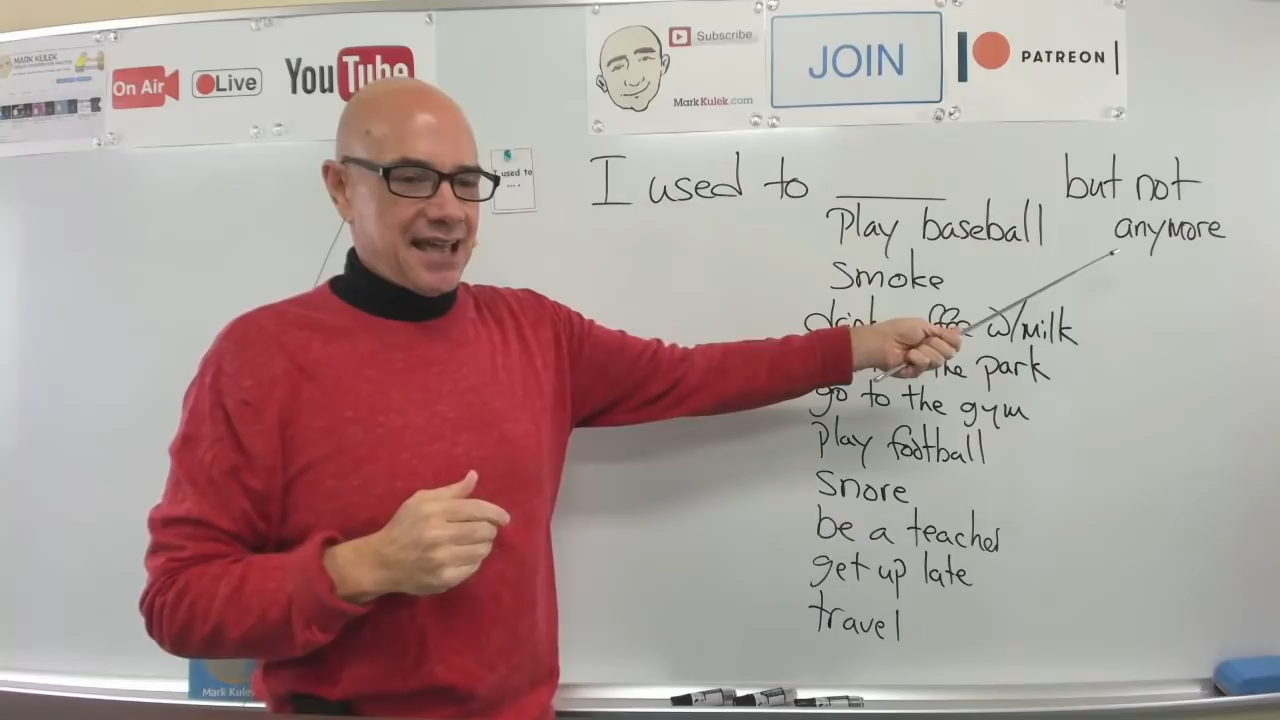 MARK KULEK
On Air
Live
YouTube
Subscribe
MarkKulek.com
JOIN
PATREON
I used to
....
I used to ______ but not
anymore
Play baseball
smoke
w/milk
the park
go to the gym
play football
snore
be a teacher
get up late
travel
Mark Kulek